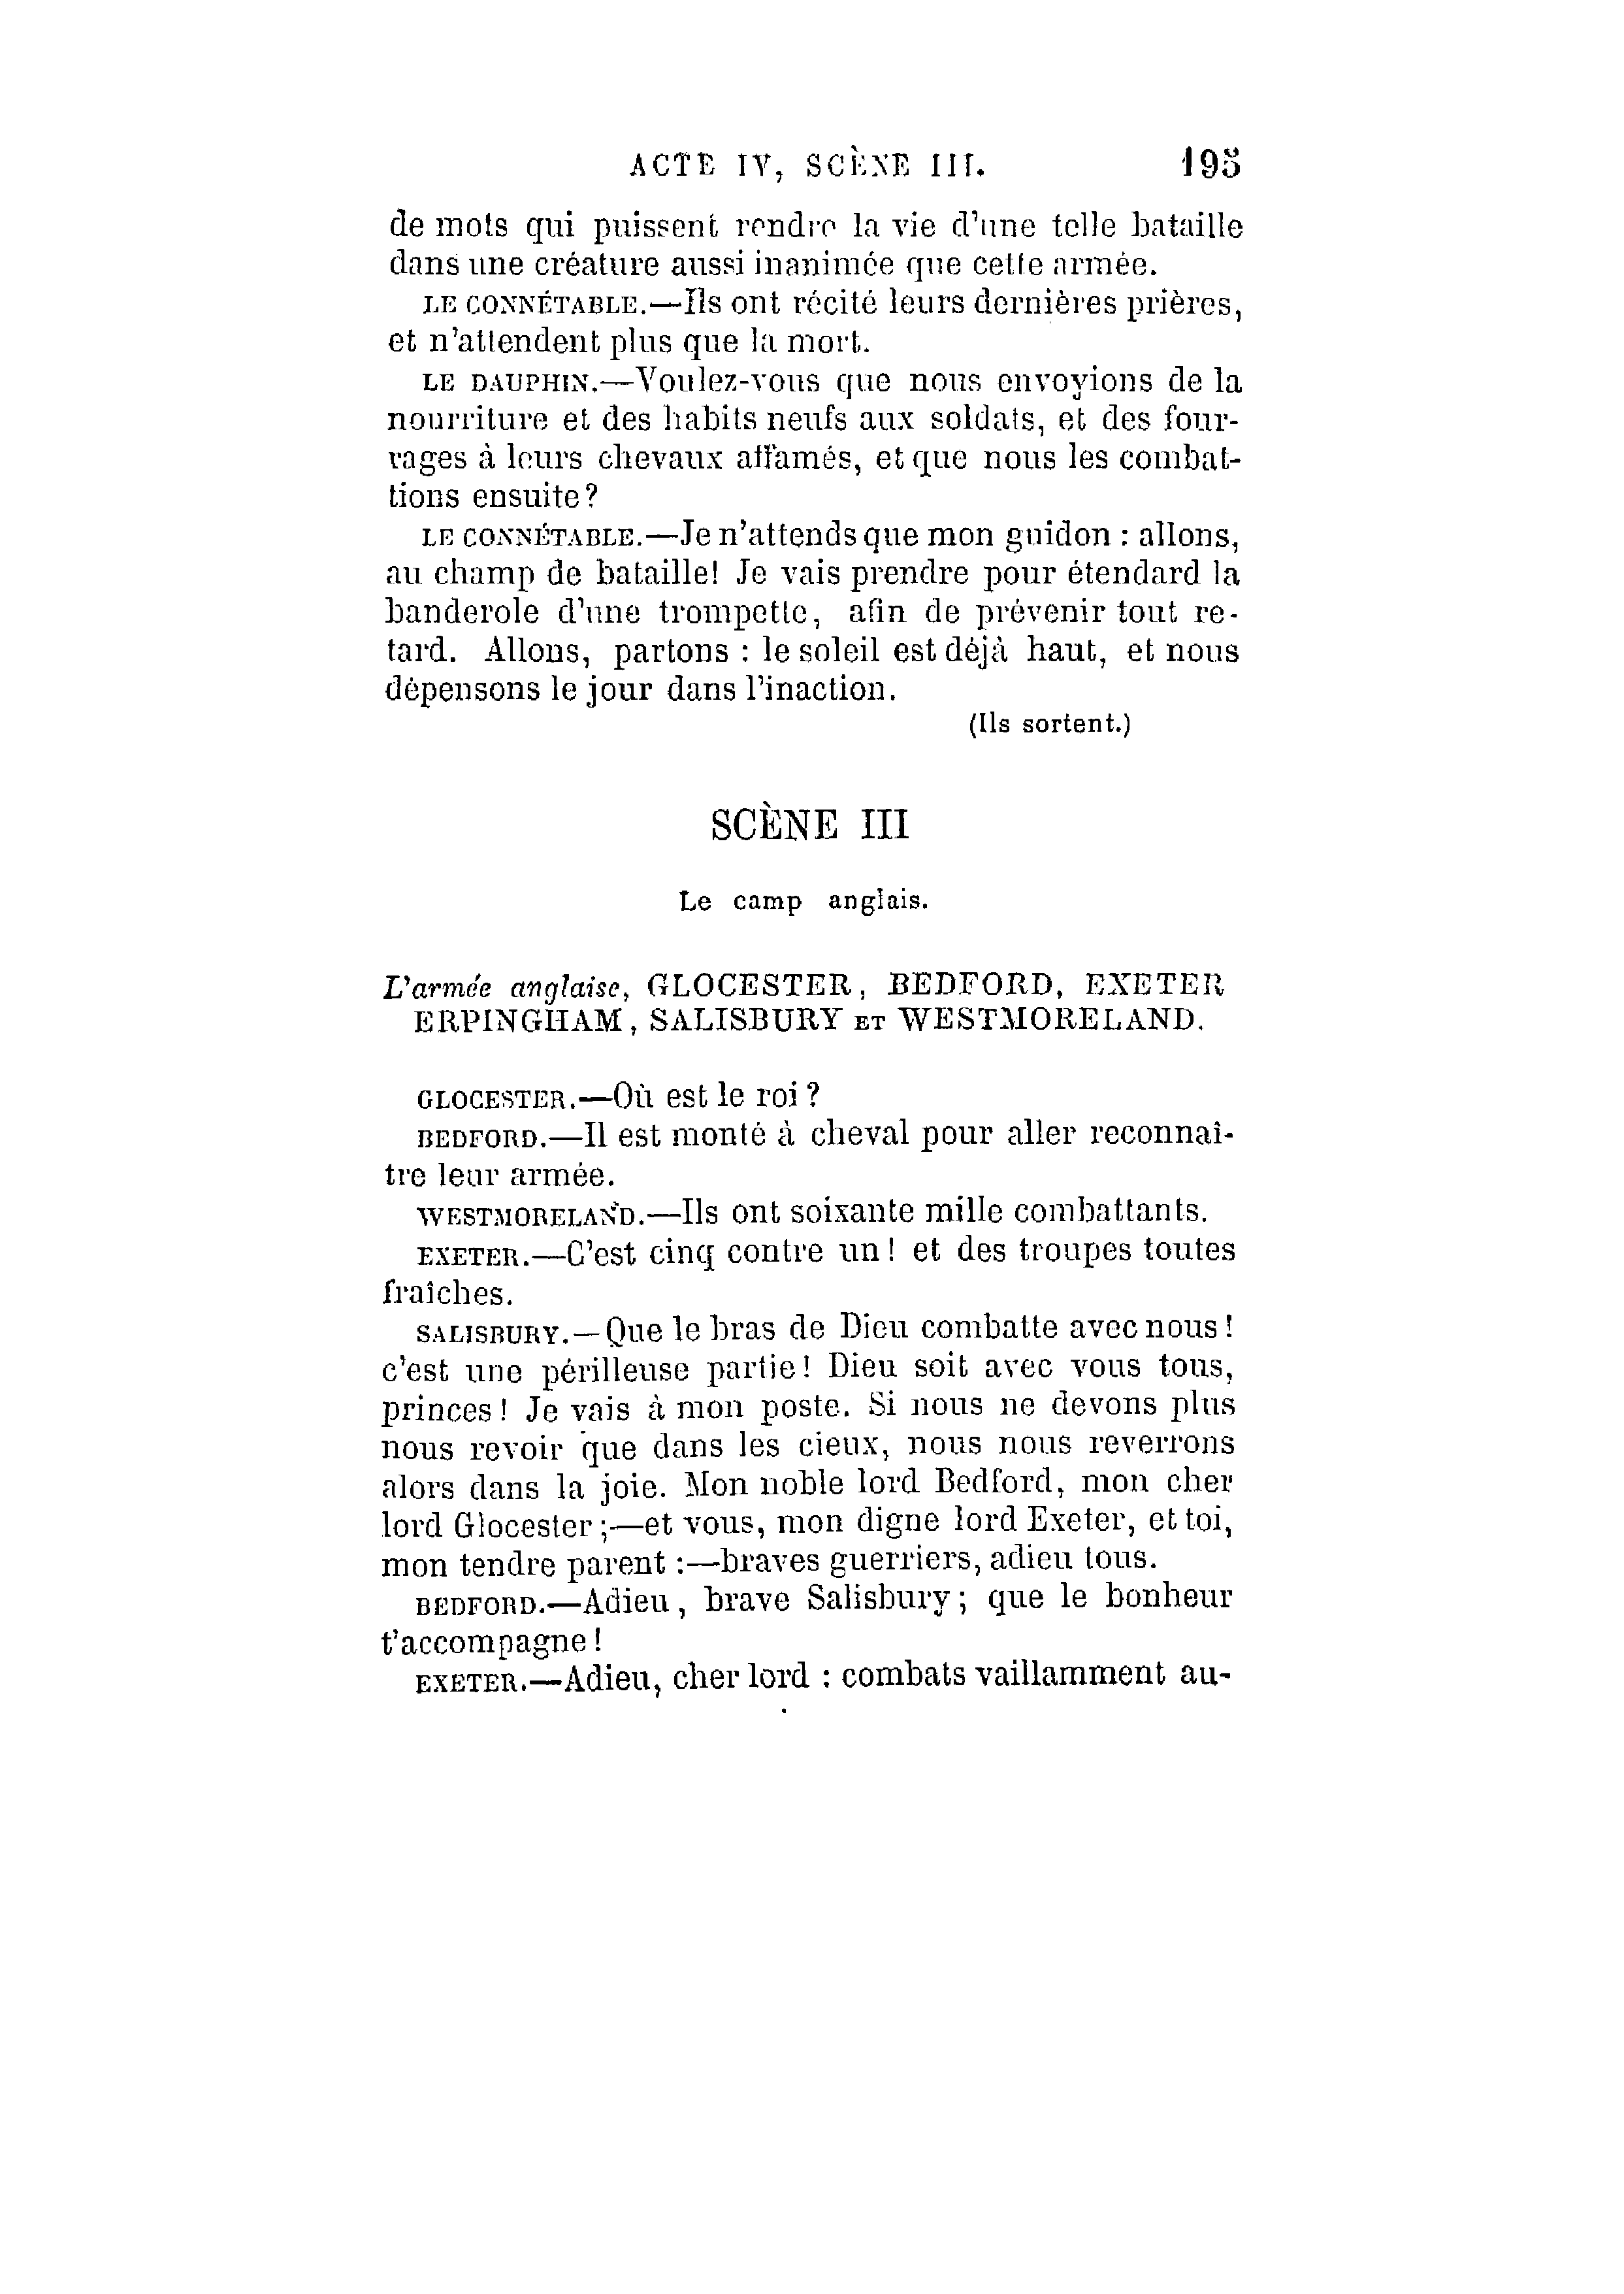 ACTE IV, SCÈNE III. 195
de mots qui puissent rendre la vie d'une telle bataille
dans une créature aussi inanimée que cette armée.
LE CONNÉTABLE.—Ils ont récité leurs dernières prières,
et n'attendent plus que la mort.
LE DAUPHIN.—Voulez-vous que nous envoyions de la
nourriture et des habits neufs aux soldats, et des four-
rages à leurs chevaux affamés, et que nous les combat-
tions ensuite?
LE CONNÉTABLE.—Je n'attends que mon guidon : allons,
au champ de bataille! Je vais prendre pour étendard la
banderole d'une trompette, afin de prévenir tout re-
tard. Allons, partons : le soleil est déjà haut, et nous
dépensons le jour dans l'inaction.
(Ils sortent.)
SCÈNE III
Le camp anglais.
L'armée anglaise, GLOCESTER, BEDFORD, EXETER
ERPINGHAM, SALISBURY ET WESTMORELAND.
GLOCESTER.—Où est le roi ?
BEDFORD.—Il est monté à cheval pour aller reconnaî-
tre leur armée.
WESTMORELAND.—Ils ont soixante mille combattants.
EXETER.—C'est cinq contre un ! et des troupes toutes
fraîches.
SALISBURY.—Que le bras de Dieu combatte avec nous !
c'est une périlleuse partie! Dieu soit avec vous tous,
princes ! Je vais à mon poste. Si nous ne devons plus
nous revoir que dans les cieux, nous nous reverrons
alors dans la joie. Mon noble lord Bedford, mon cher
lord Glocester ;—et vous, mon digne lord Exeter, et toi,
mon tendre parent :—braves guerriers, adieu tous.
BEDFORD.—Adieu, brave Salisbury ; que le bonheur
t'accompagne !
EXETER.—Adieu, cher lord : combats vaillamment au-